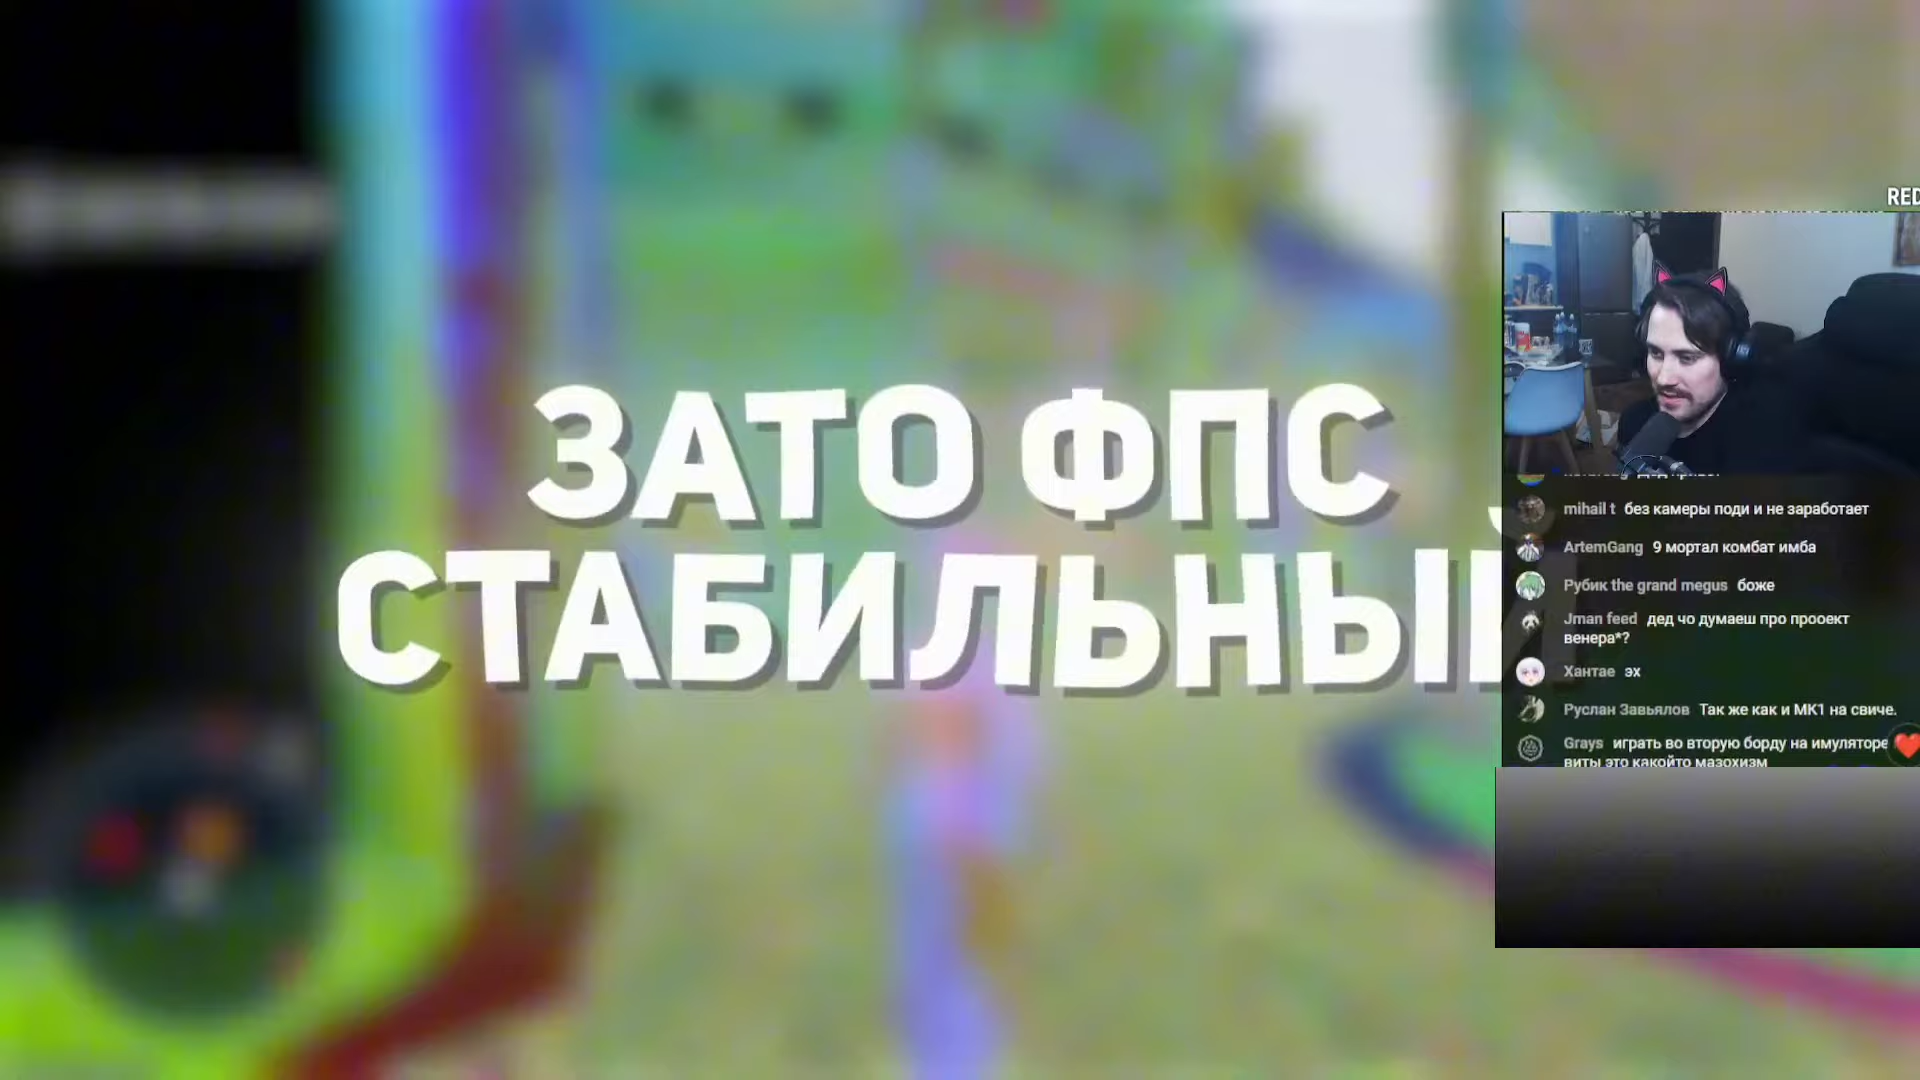 RED
ЗАТО ФПС
СТАБИЛЬНЫЙ
mihail t без камеры поди и не заработает
ArtemGang 9 мортал комбат имба
Рубик the grand megus боже
Jman feed дед чо думаеш про прооект
венера*?
Хантае эх
Руслан Завьялов Так же как и МК1 на свиче.
Grays играть во вторую борду на имуляторе
виты это какойто мазохизм